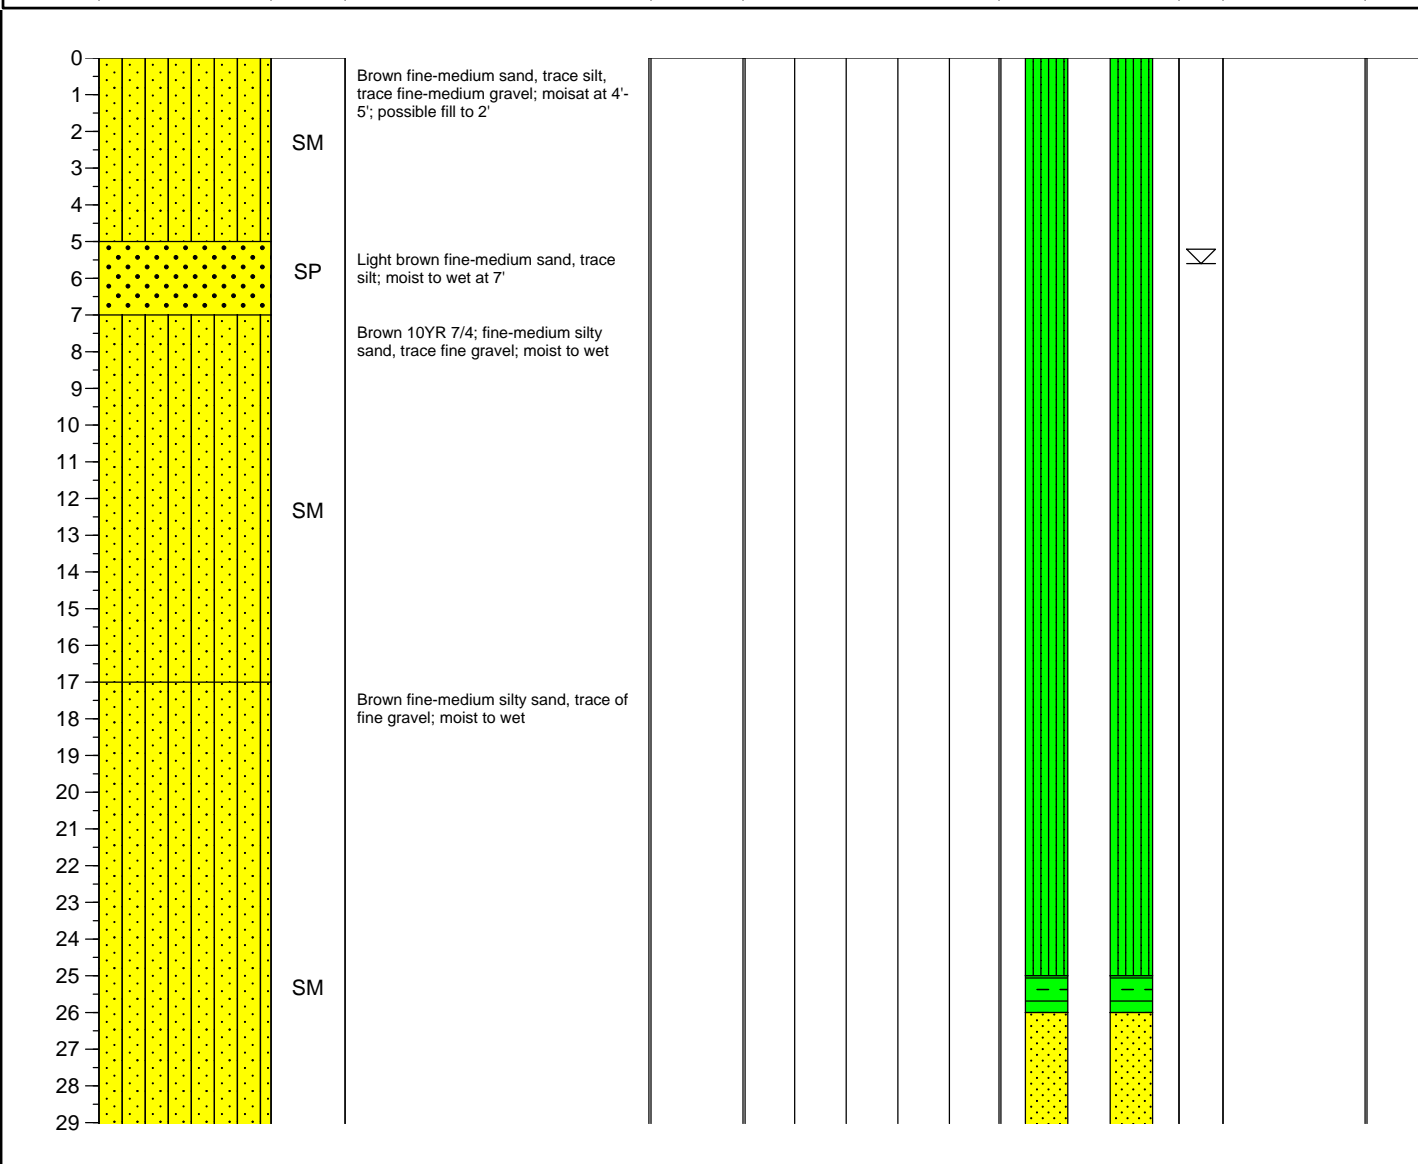 0
Brown fine-medium sand, trace silt,
trace fine-medium gravel; moisat at 4'-
5'; possible fill to 2'
1
2
SM
3
4
5
Light brown fine-medium sand, trace
silt; moist to wet at 7'
SP
6
7
Brown 10YR 7/4; fine-medium silty
sand, trace fine gravel; moist to wet
8
9
10
11
12
SM
13
14
15
16
17
Brown fine-medium silty sand, trace of
fine gravel; moist to wet
18
19
20
21
22
23
24
25
SM
26
27
28
29